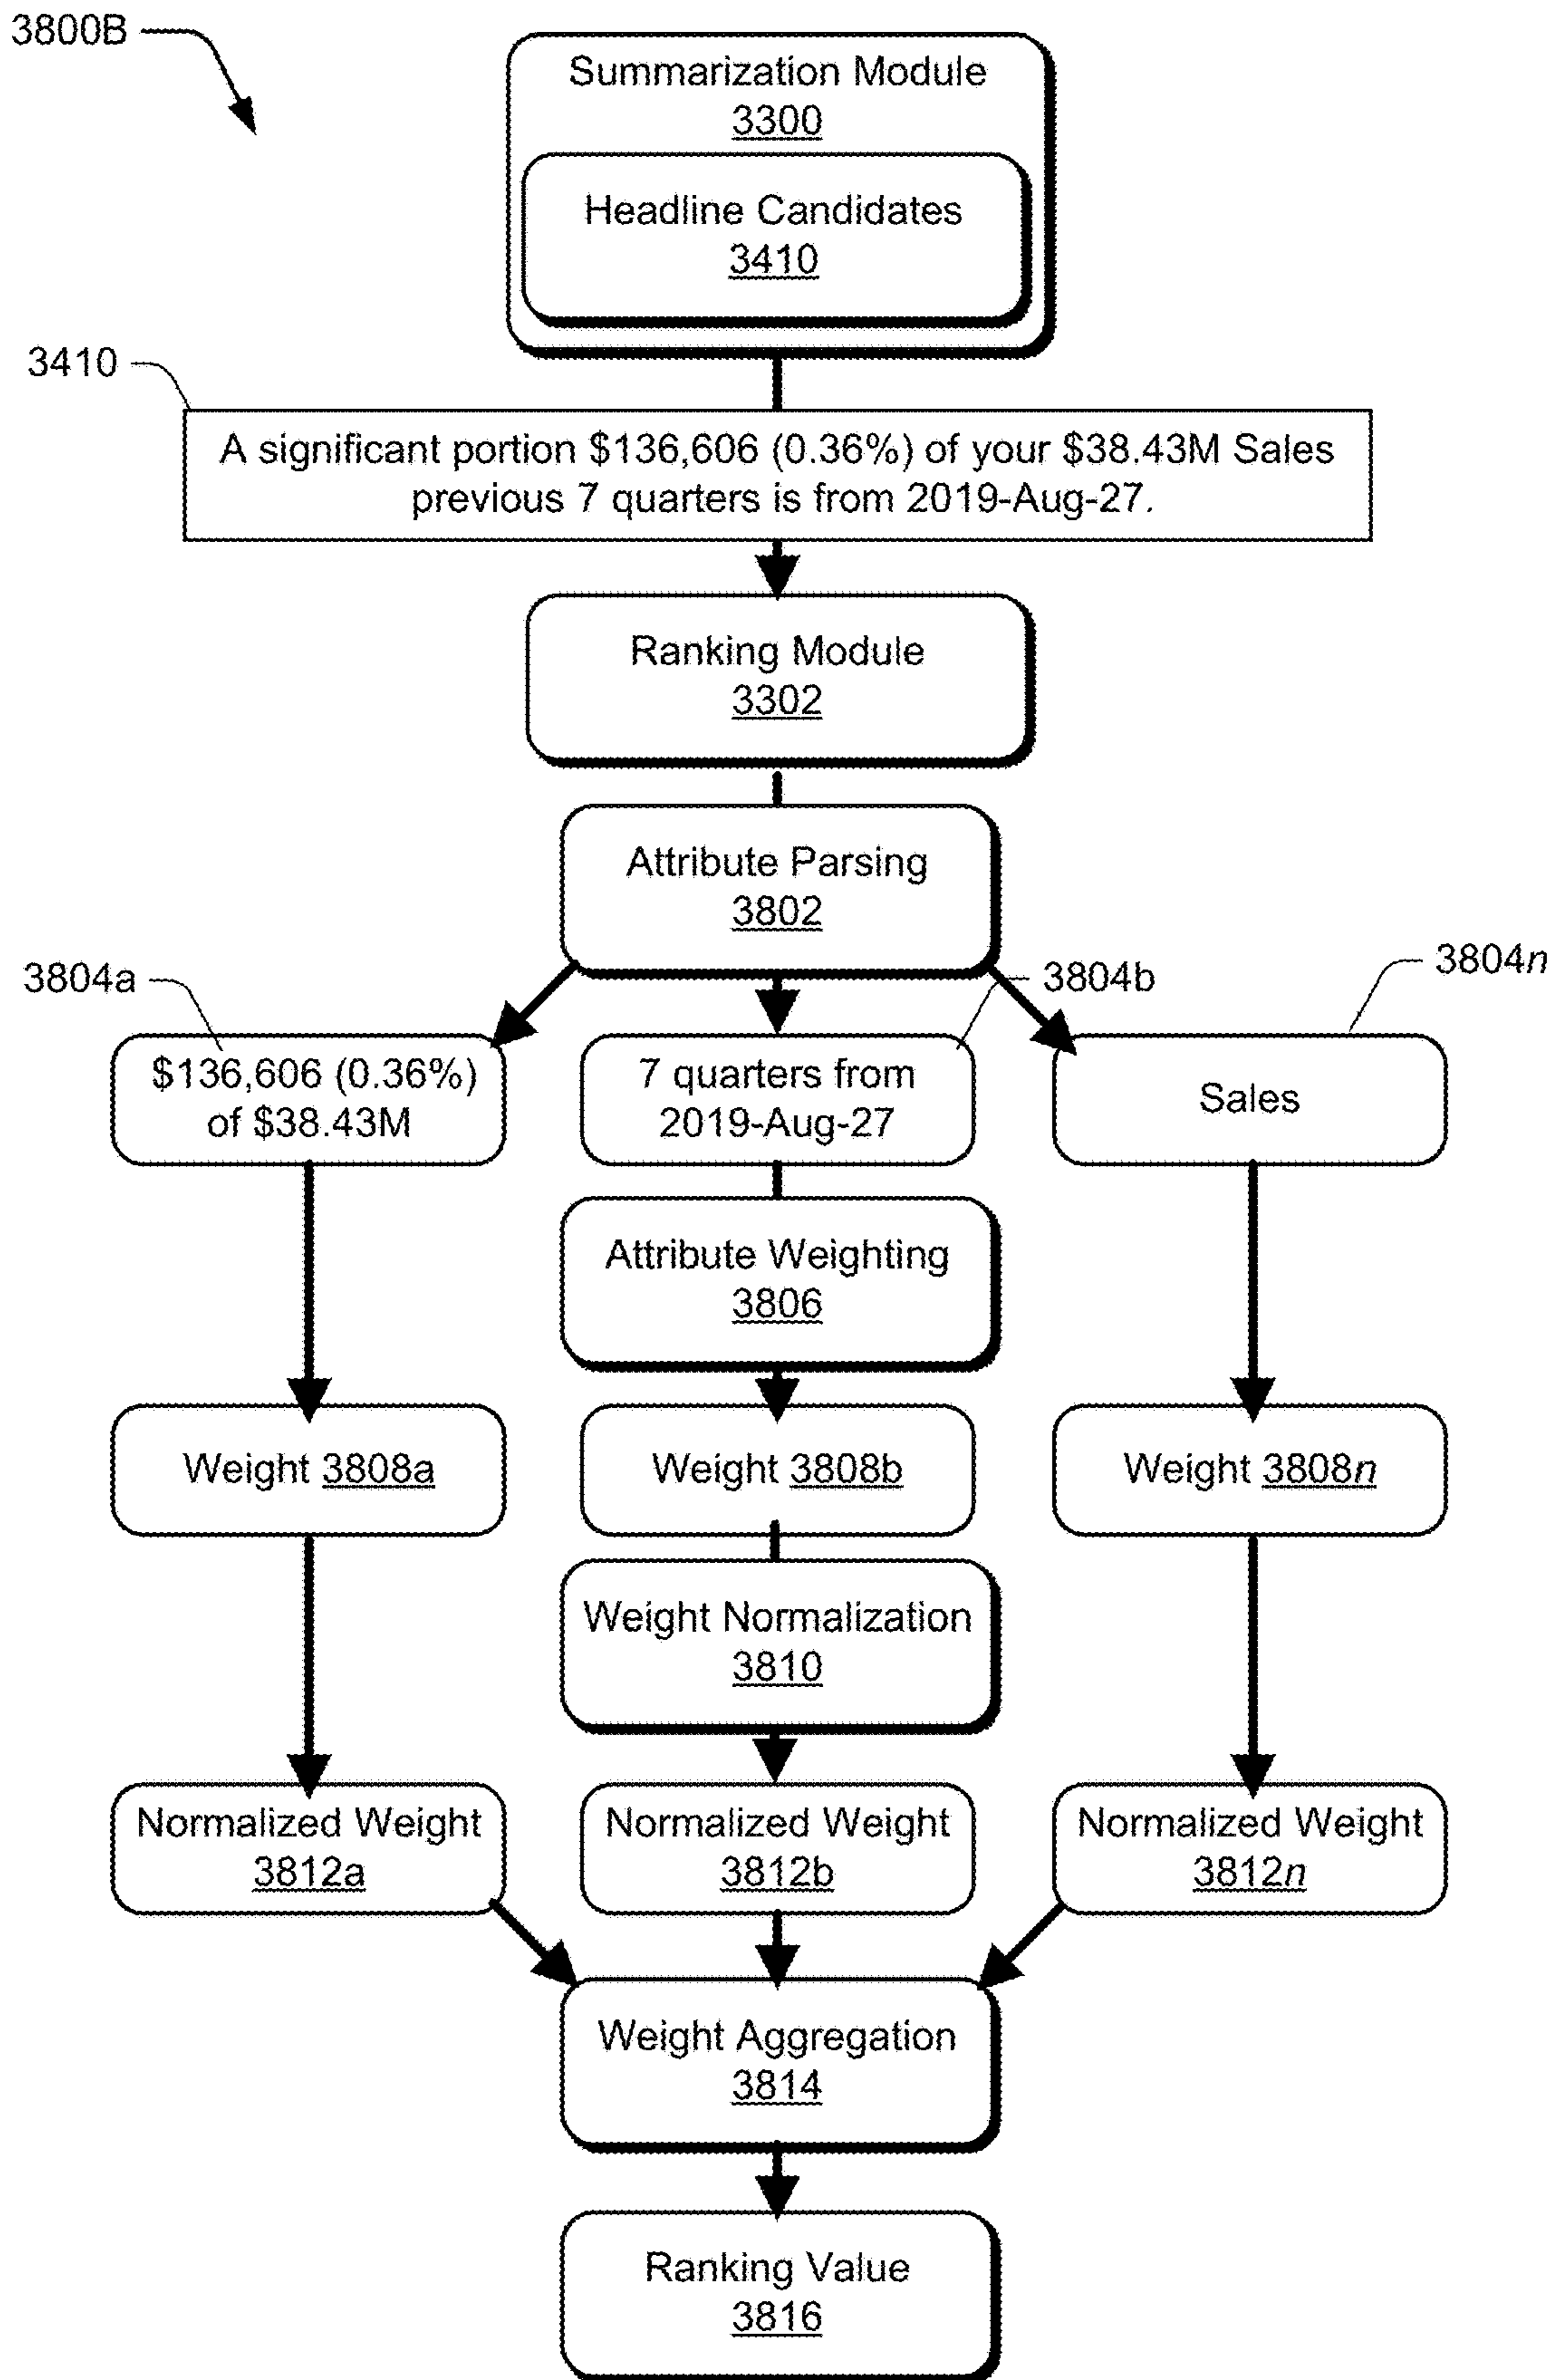 3800B
Summarization Module
3300
Headline Candidates
3410
3410
A significant portion $136,606 (0.36%) of your $38.43M Sales
previous 7 quarters is from 2019-Aug-27.
Ranking Module
3302
Attribute Parsing
3802
3804a
3804b
3804n
$136,606 (0.36%)
of $38.43M
7 quarters from
2019-Aug-27
Sales
Attribute Weighting
3806
Weight 3808a
Weight 3808b
Weight 3808n
Weight Normalization
3810
Normalized Weight
3812a
Normalized Weight
3812b
Normalized Weight
3812n
Weight Aggregation
3814
Ranking Value
3816